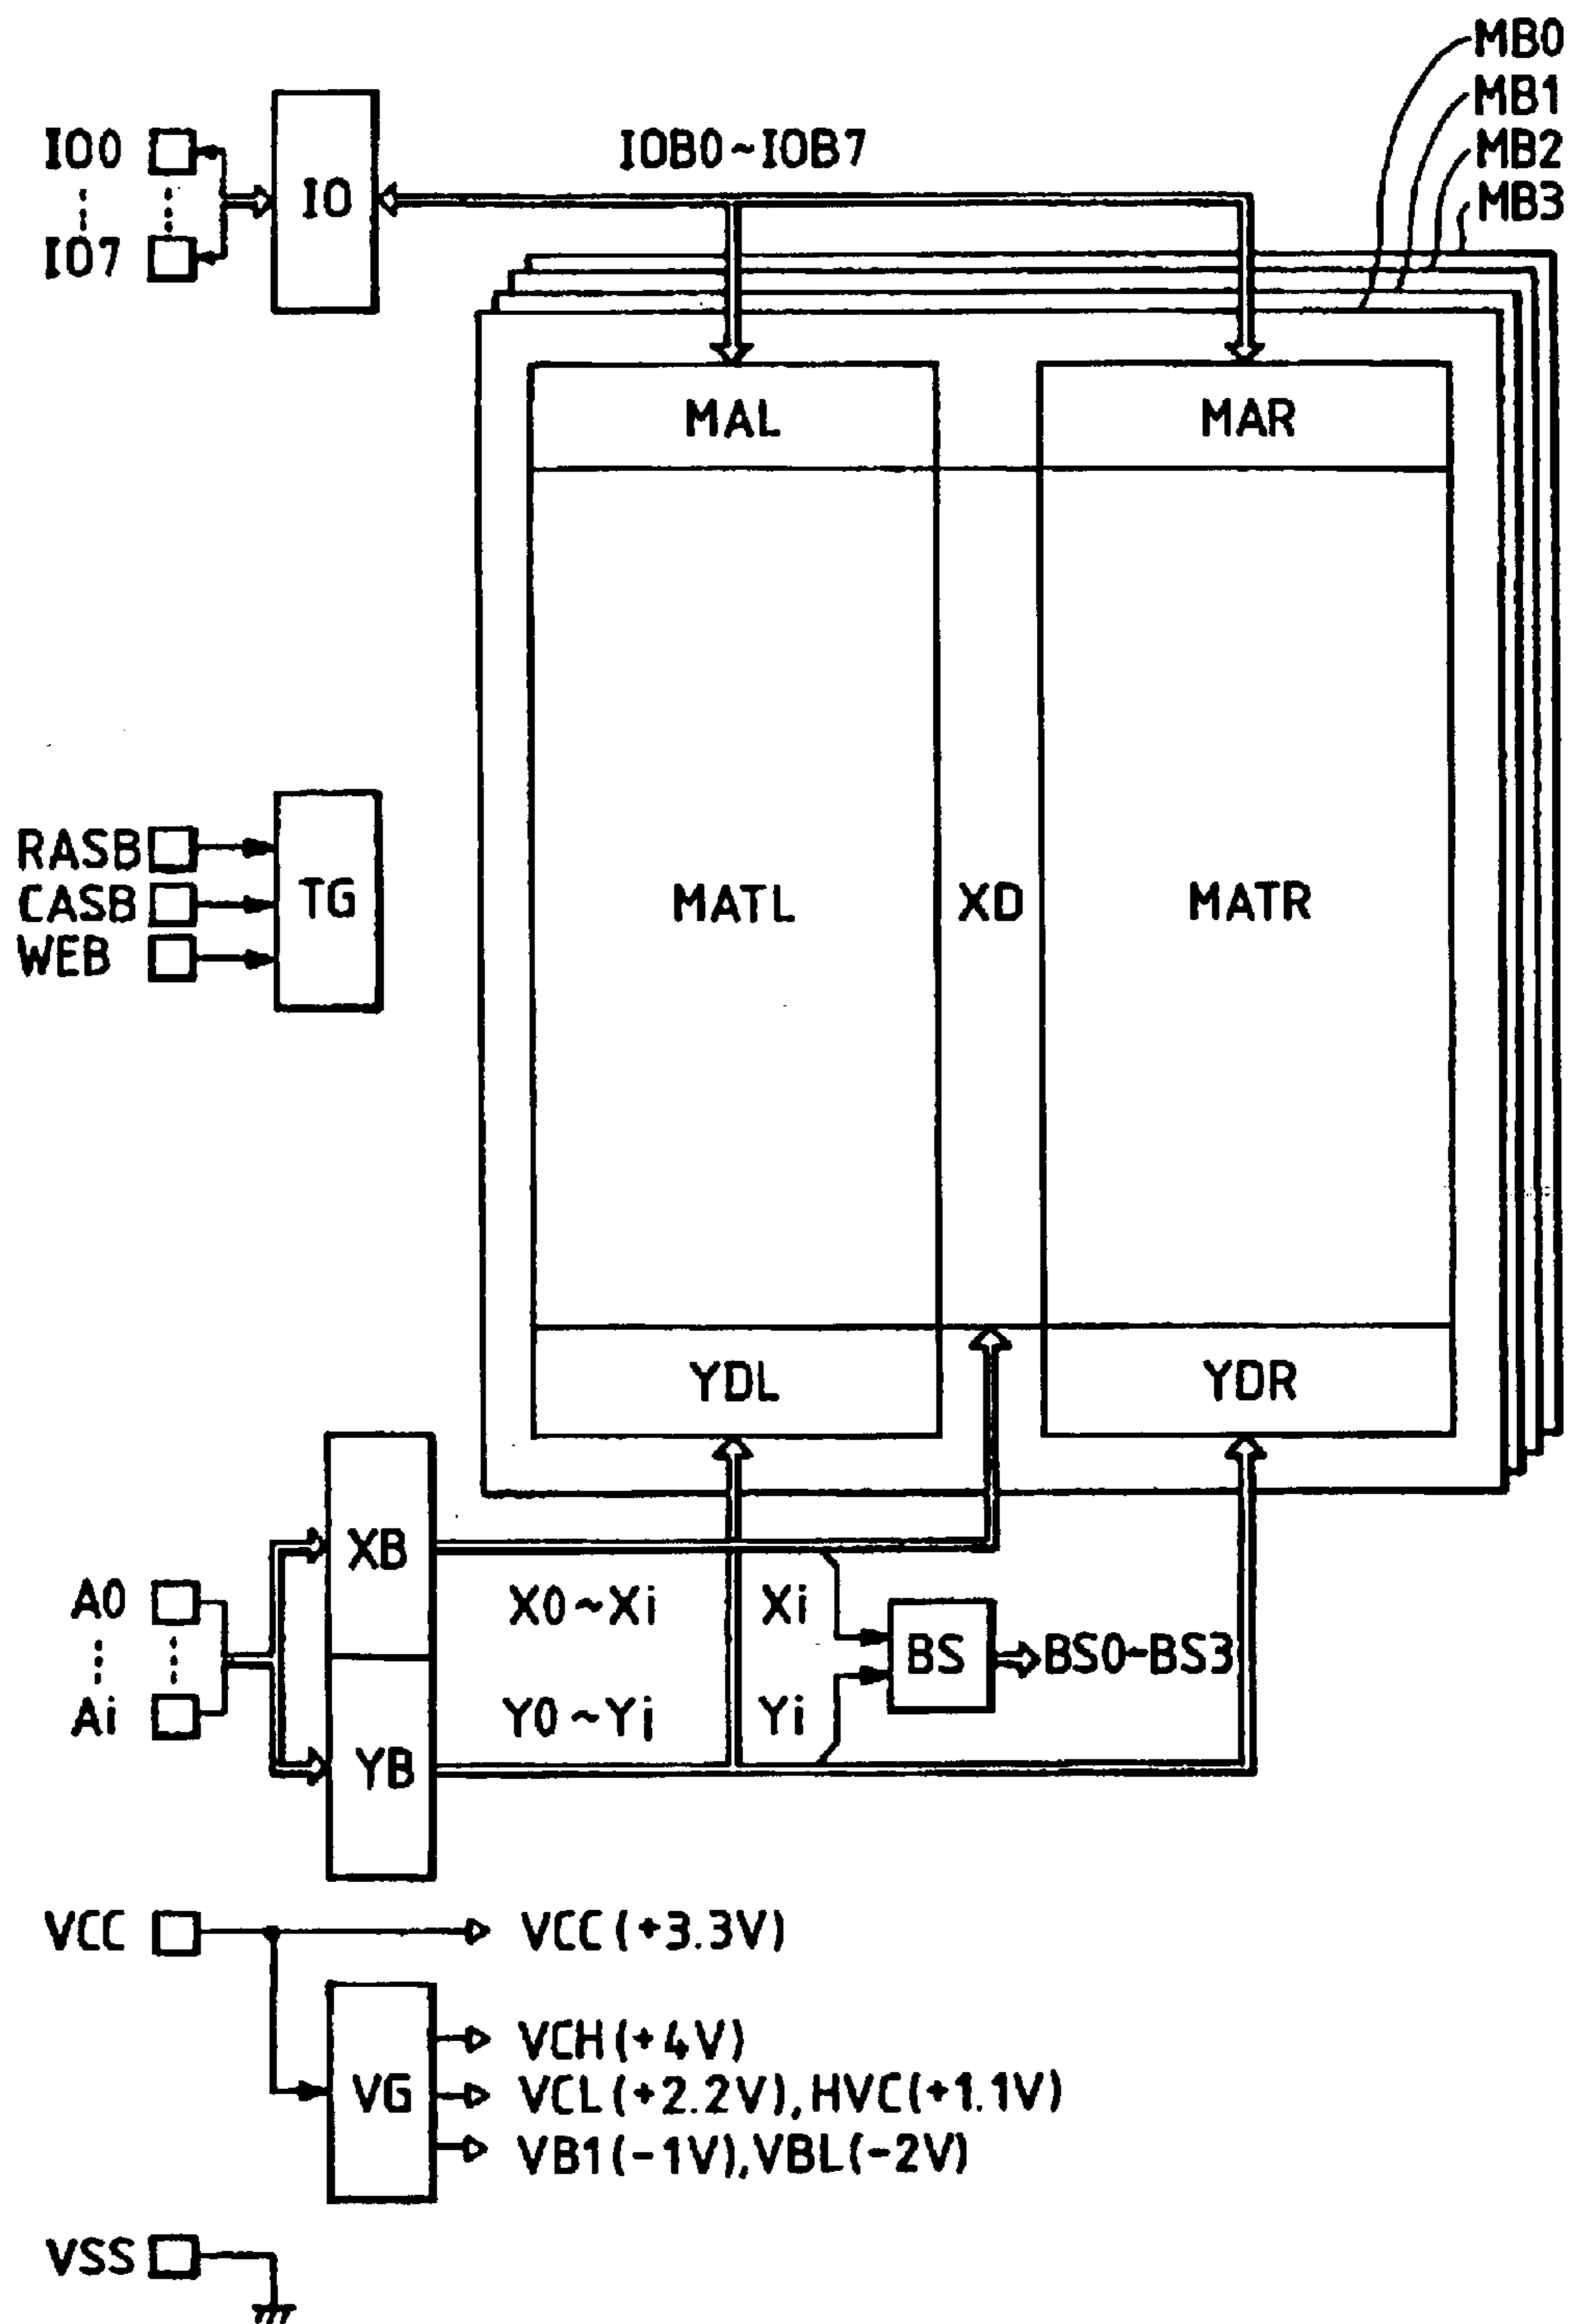 MB0
MB1
MB2
MB3
IO0
IO7
IO
IOB0~IOB7
MAL
MAR
RASB
CASB
WEB
TG
MATL
XD
MATR
YDL
YDR
XB
A0
Ai
X0~Xi
Xi
BS
BS0~BS3
Y0~Yi
Yi
YB
VCC
VCC(+3.3V)
VG
VCH(+4V)
VCL(+2.2V),HVC(+1.1V)
VB1(-1V),VBL(-2V)
VSS